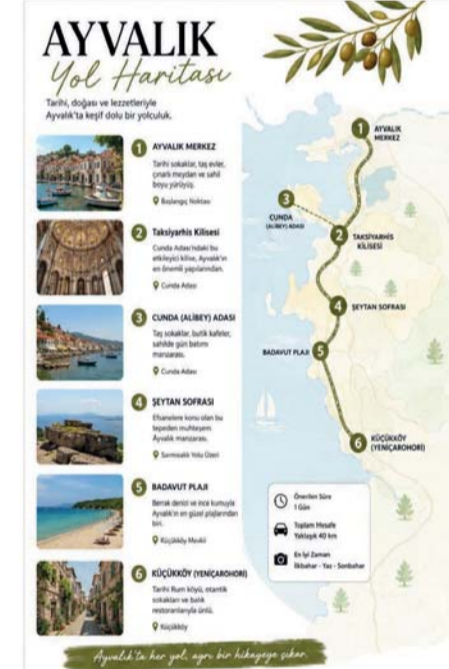 AYVALIK
Yol Haritası
Tarihi, doğası ve lezzetleriyle
Ayvalık'ta keşif dolu bir yolculuk.
1 AYVALIK MERKEZ
Tarihi sokaklar, taş evler,
çınarlı meydan ve sahil
boyu yürüyüş.
Başlangıç Noktası
2 Taksiyarhis Kilisesi
Cunda Adası'ndaki bu
etkileyici kilise, Ayvalık'ın
en önemli yapılarından.
Cunda Adası
3 CUNDA (ALİBEY) ADASI
Taş sokaklar, butik kafeler,
sahilde gün batımı
manzarası.
Cunda Adası
4 ŞEYTAN SOFRASI
Efsanelere konu olan bu
tepeden muhteşem
Ayvalık manzarası.
Sarımsaklı Yolu Üzeri
5 BADAVUT PLAJI
Berrak denizi ve ince kumuyla
Ayvalık'ın en güzel plajlarından
biri.
Küçükköy Mevkii
6 KÜÇÜKKÖY (YENİÇAROHORİ)
Tarihi Rum köyü, otantik
sokakları ve balık
restoranlarıyla ünlü.
Küçükköy
1 AYVALIK
MERKEZ
3
CUNDA
(ALİBEY) ADASI
2 TAKSİYARHİS
KİLİSESİ
4 ŞEYTAN SOFRASI
BADAVUT PLAJI 5
6 KÜÇÜKKÖY
(YENİÇAROHORİ)
Önerilen Süre
1 Gün
Toplam Mesafe
Yaklaşık 40 km
En İyi Zaman
İlkbahar - Yaz - Sonbahar
Ayvalık'ta her yol, ayrı bir hikayeye çıkar.